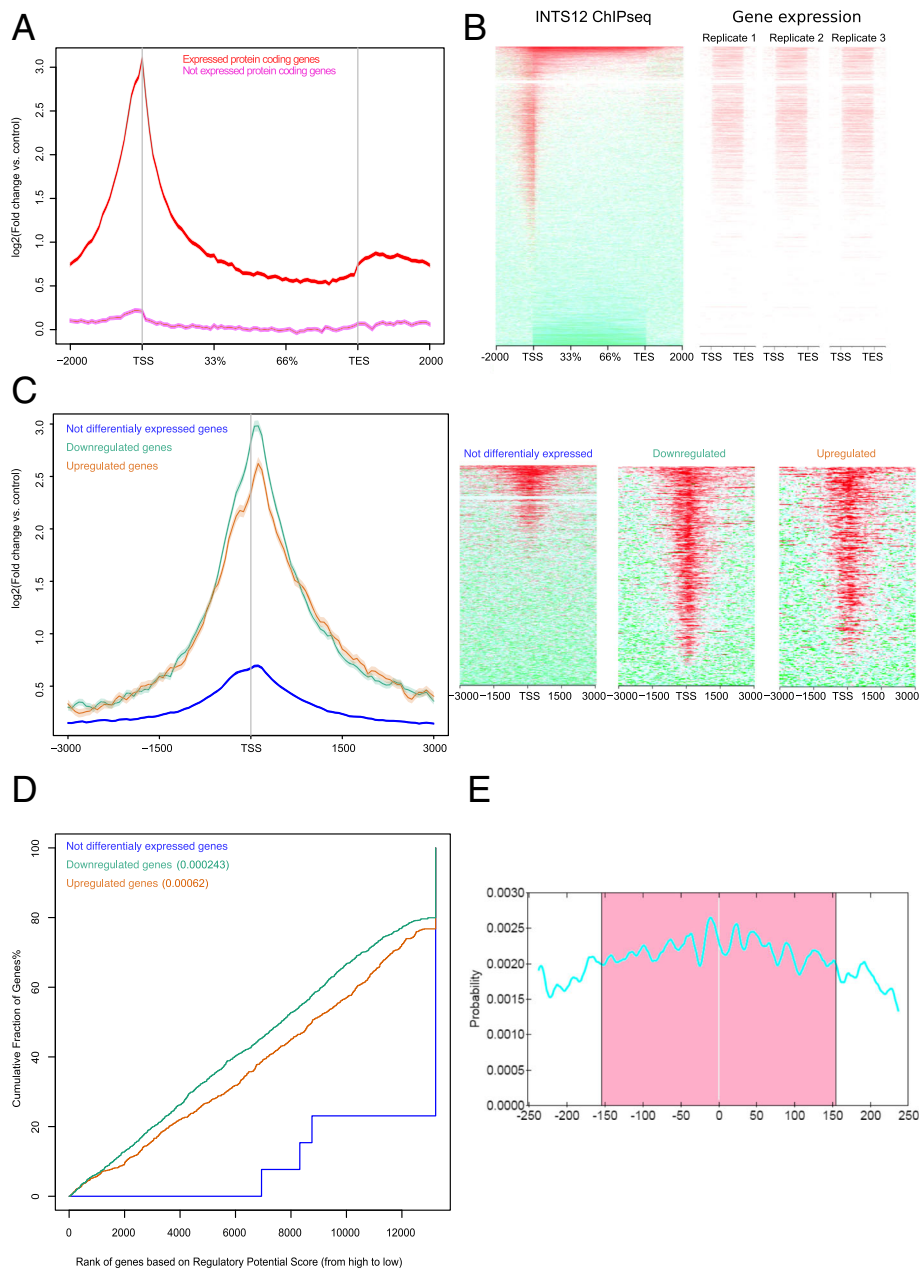 A
Expressed protein coding genes
Not expressed protein coding genes
log2(Fold change vs. control)
3.0
2.5
2.0
1.5
1.0
0.5
0.0
−2000 TSS 33% 66% TES 2000
B
INTS12 ChIPseq
Gene expression
Replicate 1 Replicate 2 Replicate 3
-2000 TSS 33% 66% TES 2000
TSS TES TSS TES TSS TES
C
Not differentialy expressed genes
Downregulated genes
Upregulated genes
log2(Fold change vs. control)
3.0
2.5
2.0
1.5
1.0
0.5
−3000 −1500 TSS 1500 3000
Not differentialy expressed
Downregulated
Upregulated
−3000 −1500 TSS 1500 3000
−3000 −1500 TSS 1500 3000
−3000 −1500 TSS 1500 3000
D
Not differentialy expressed genes
Downregulated genes (0.000243)
Upregulated genes (0.00062)
Cumulative Fraction of Genes%
100
80
60
40
20
0
0 2000 4000 6000 8000 10000 12000
Rank of genes based on Regulatory Potential Score (from high to low)
E
Probability
0.0030
0.0025
0.0020
0.0015
0.0010
0.0005
0.0000
-250 -200 -150 -100 -50 0 50 100 150 200 250